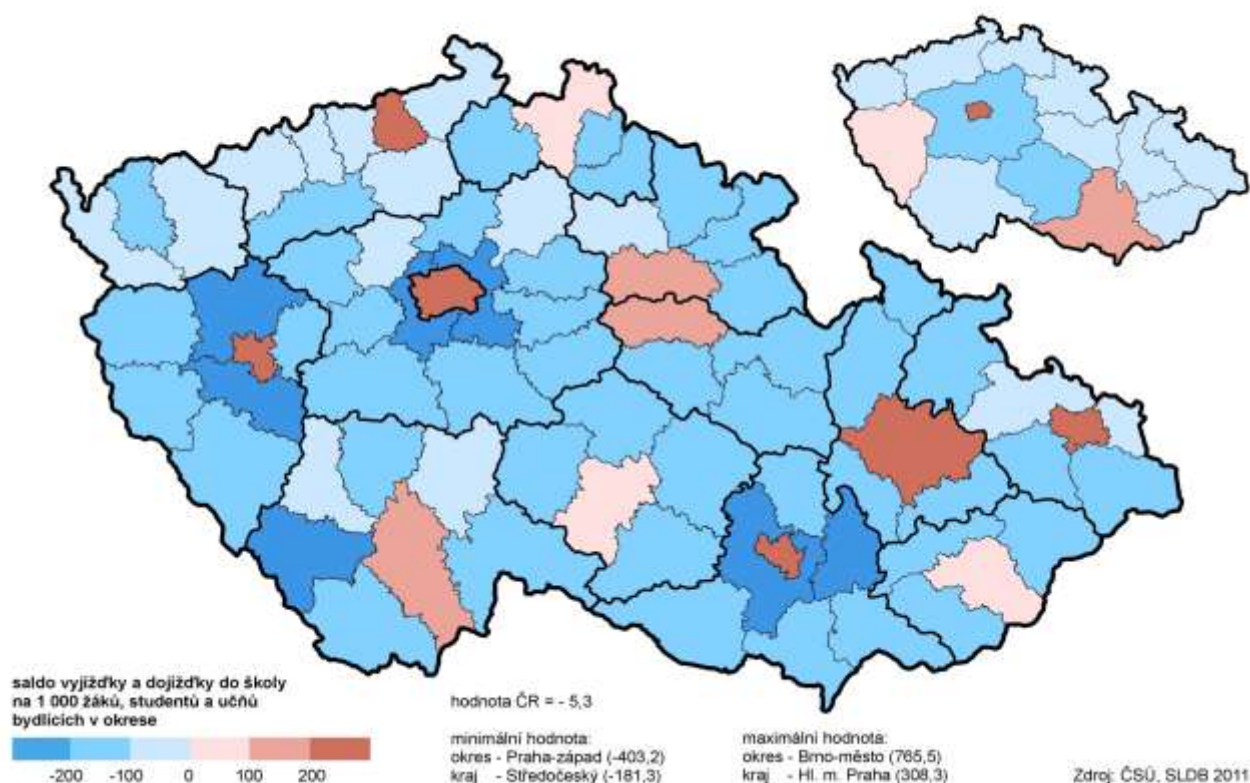 saldo vyjížďky a dojížďky do školy
na 1 000 žáků, studentů a učňů
bydlících v okrese
-200 -100 0 100 200
hodnota ČR = - 5,3
minimální hodnota:
okres - Praha-západ (-403,2)
kraj - Středočeský (-181,3)
maximální hodnota:
okres - Brno-město (765,5)
kraj - Hl. m. Praha (308,3)
Zdroj: ČSÚ, SLDB 2011